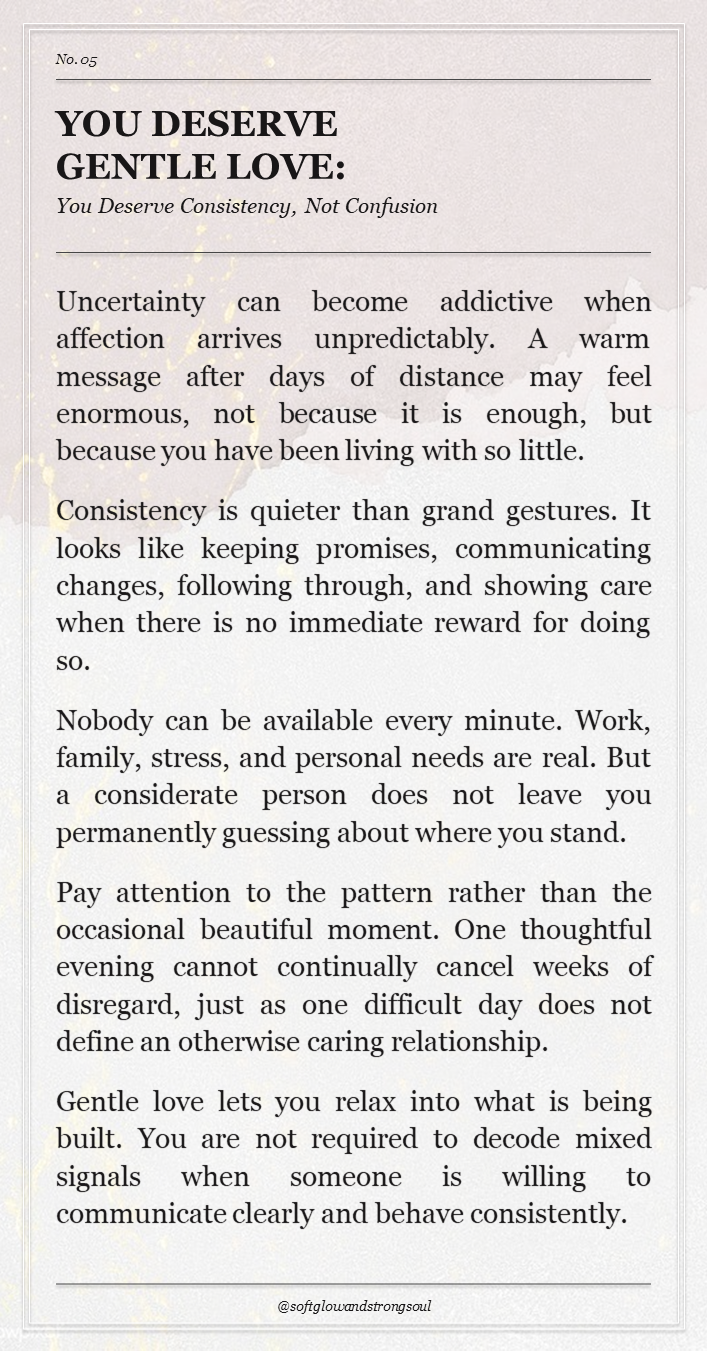 No. 05
YOU DESERVE
GENTLE LOVE:
You Deserve Consistency, Not Confusion
Uncertainty can become addictive when
affection arrives unpredictably. A warm
message after days of distance may feel
enormous, not because it is enough, but
because you have been living with so little.
Consistency is quieter than grand gestures. It
looks like keeping promises, communicating
changes, following through, and showing care
when there is no immediate reward for doing
so.
Nobody can be available every minute. Work,
family, stress, and personal needs are real. But
a considerate person does not leave you
permanently guessing about where you stand.
Pay attention to the pattern rather than the
occasional beautiful moment. One thoughtful
evening cannot continually cancel weeks of
disregard, just as one difficult day does not
define an otherwise caring relationship.
Gentle love lets you relax into what is being
built. You are not required to decode mixed
signals when someone is willing to
communicate clearly and behave consistently.
@softglowandstrongsoul